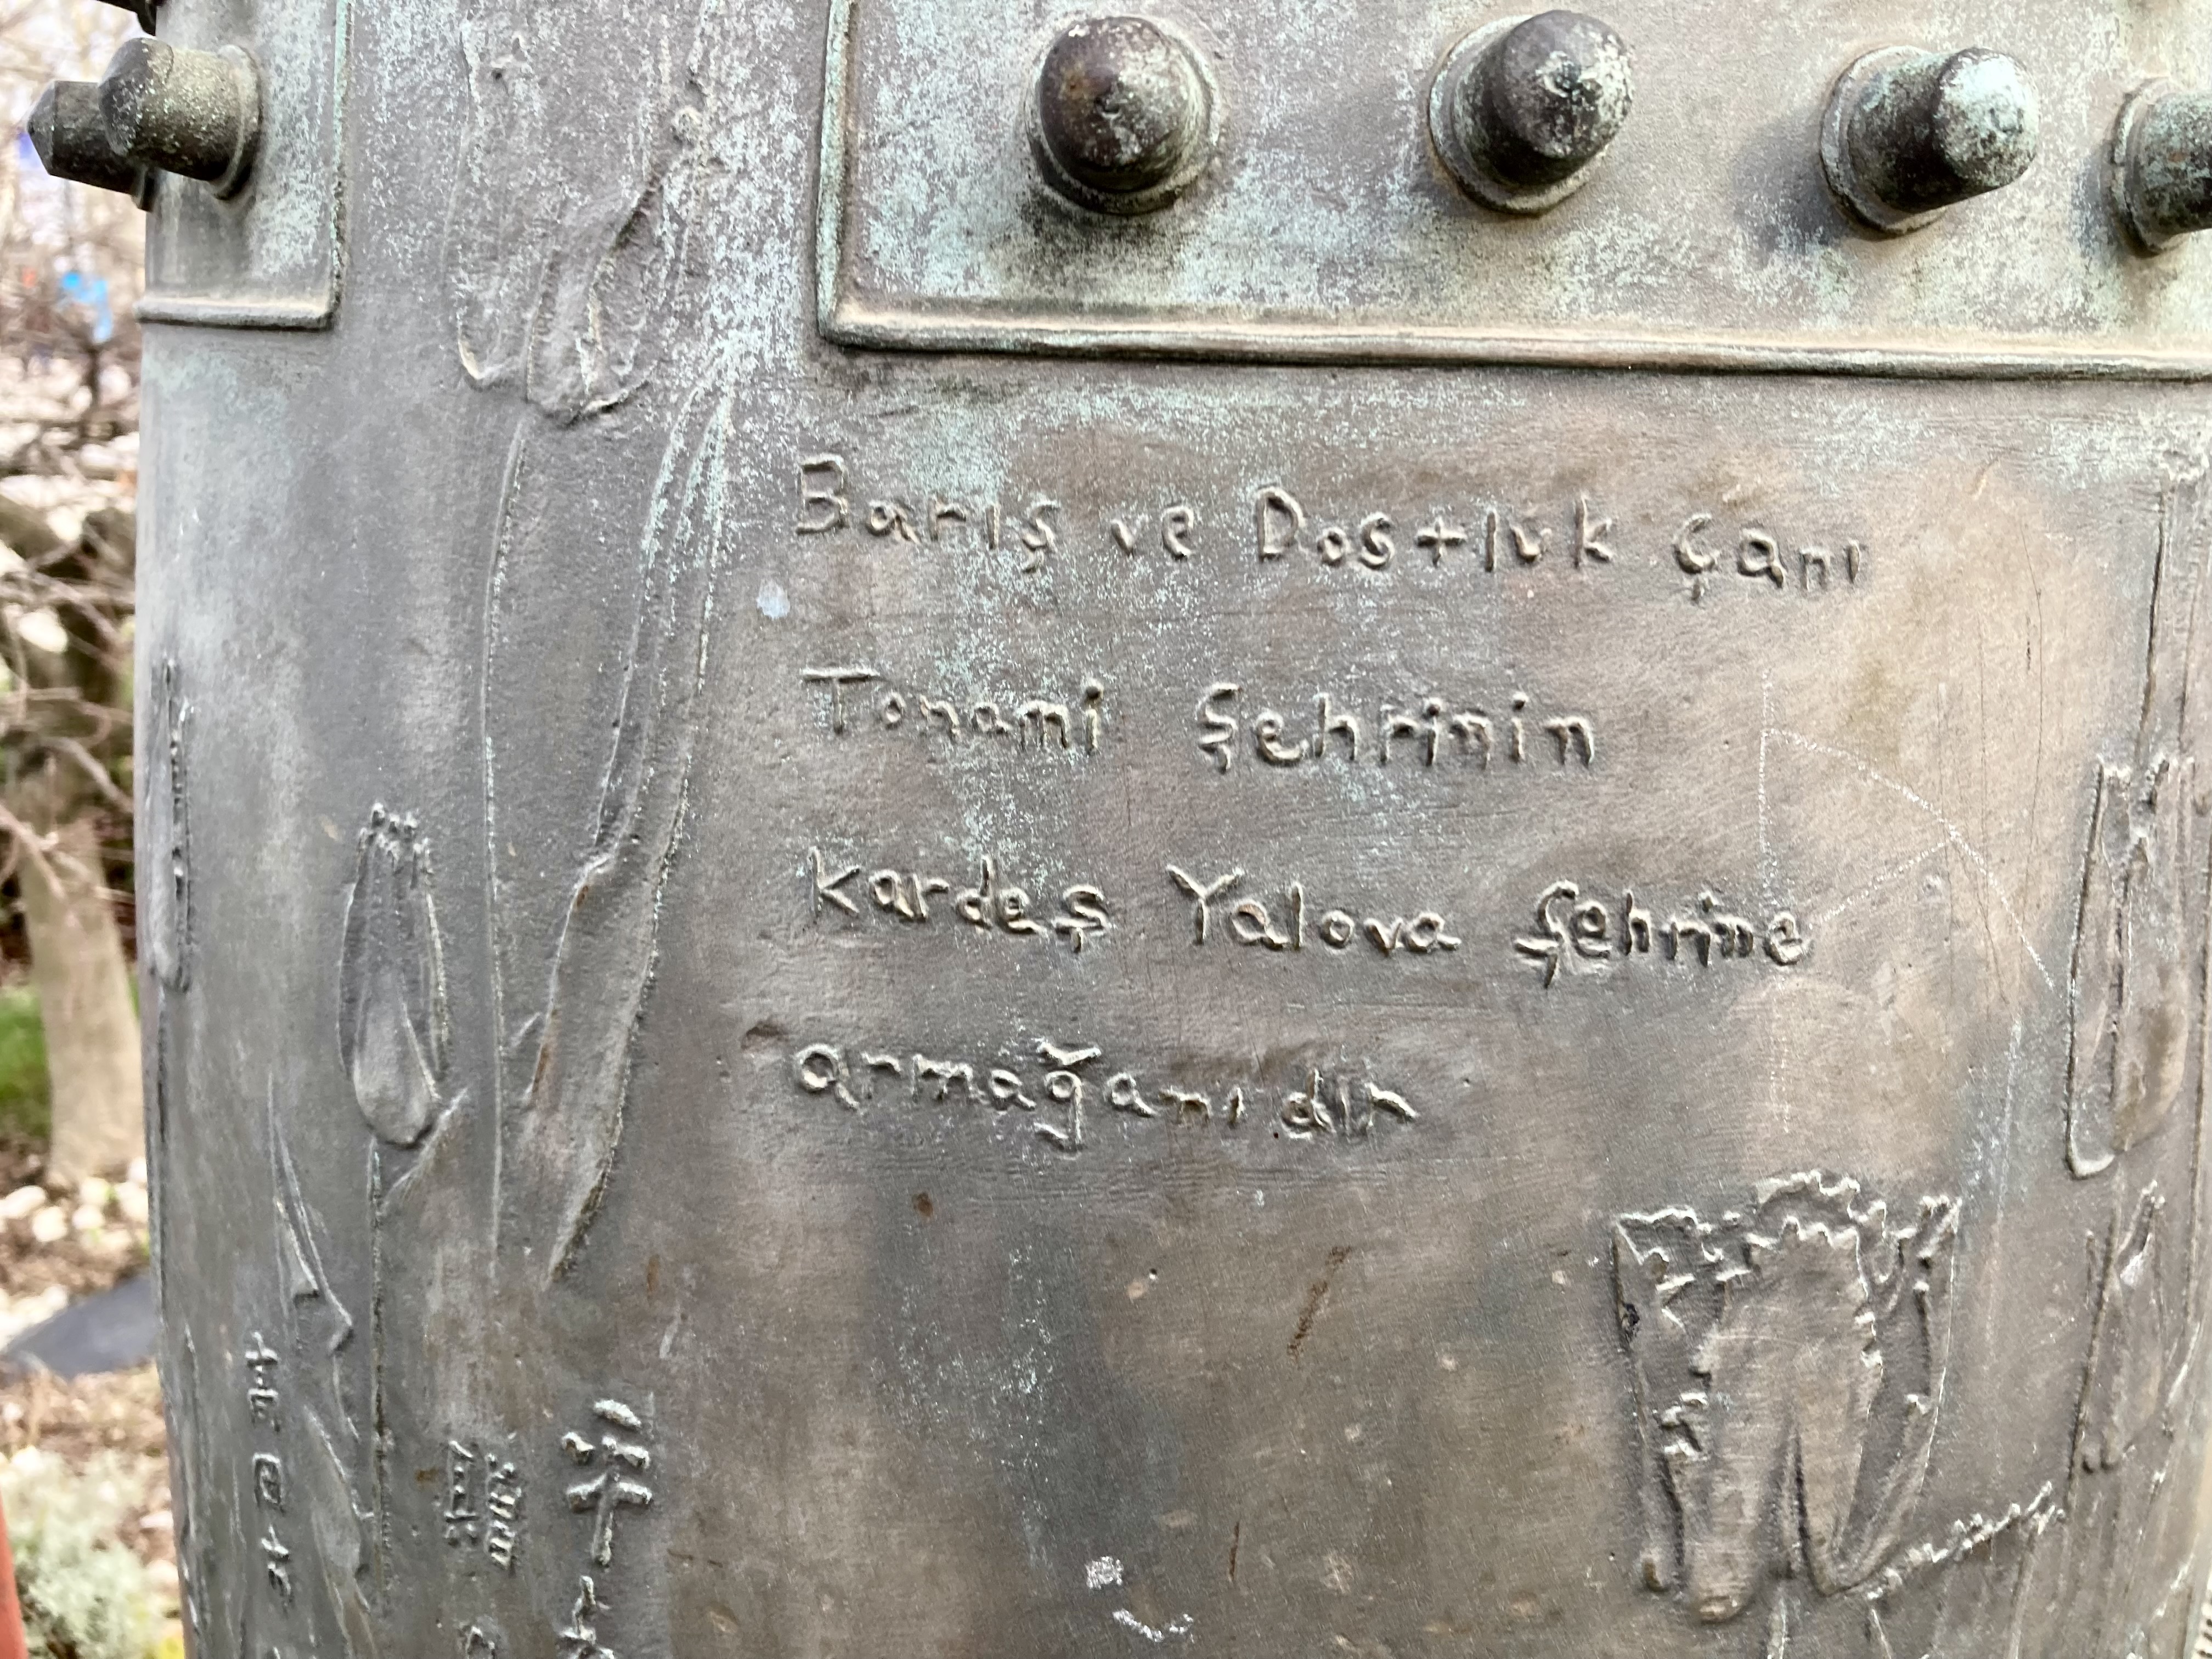 Barış ve Dostluk Çanı
Tonami Şehrinin
Kardeş Yalova Şehrine
armağanıdır